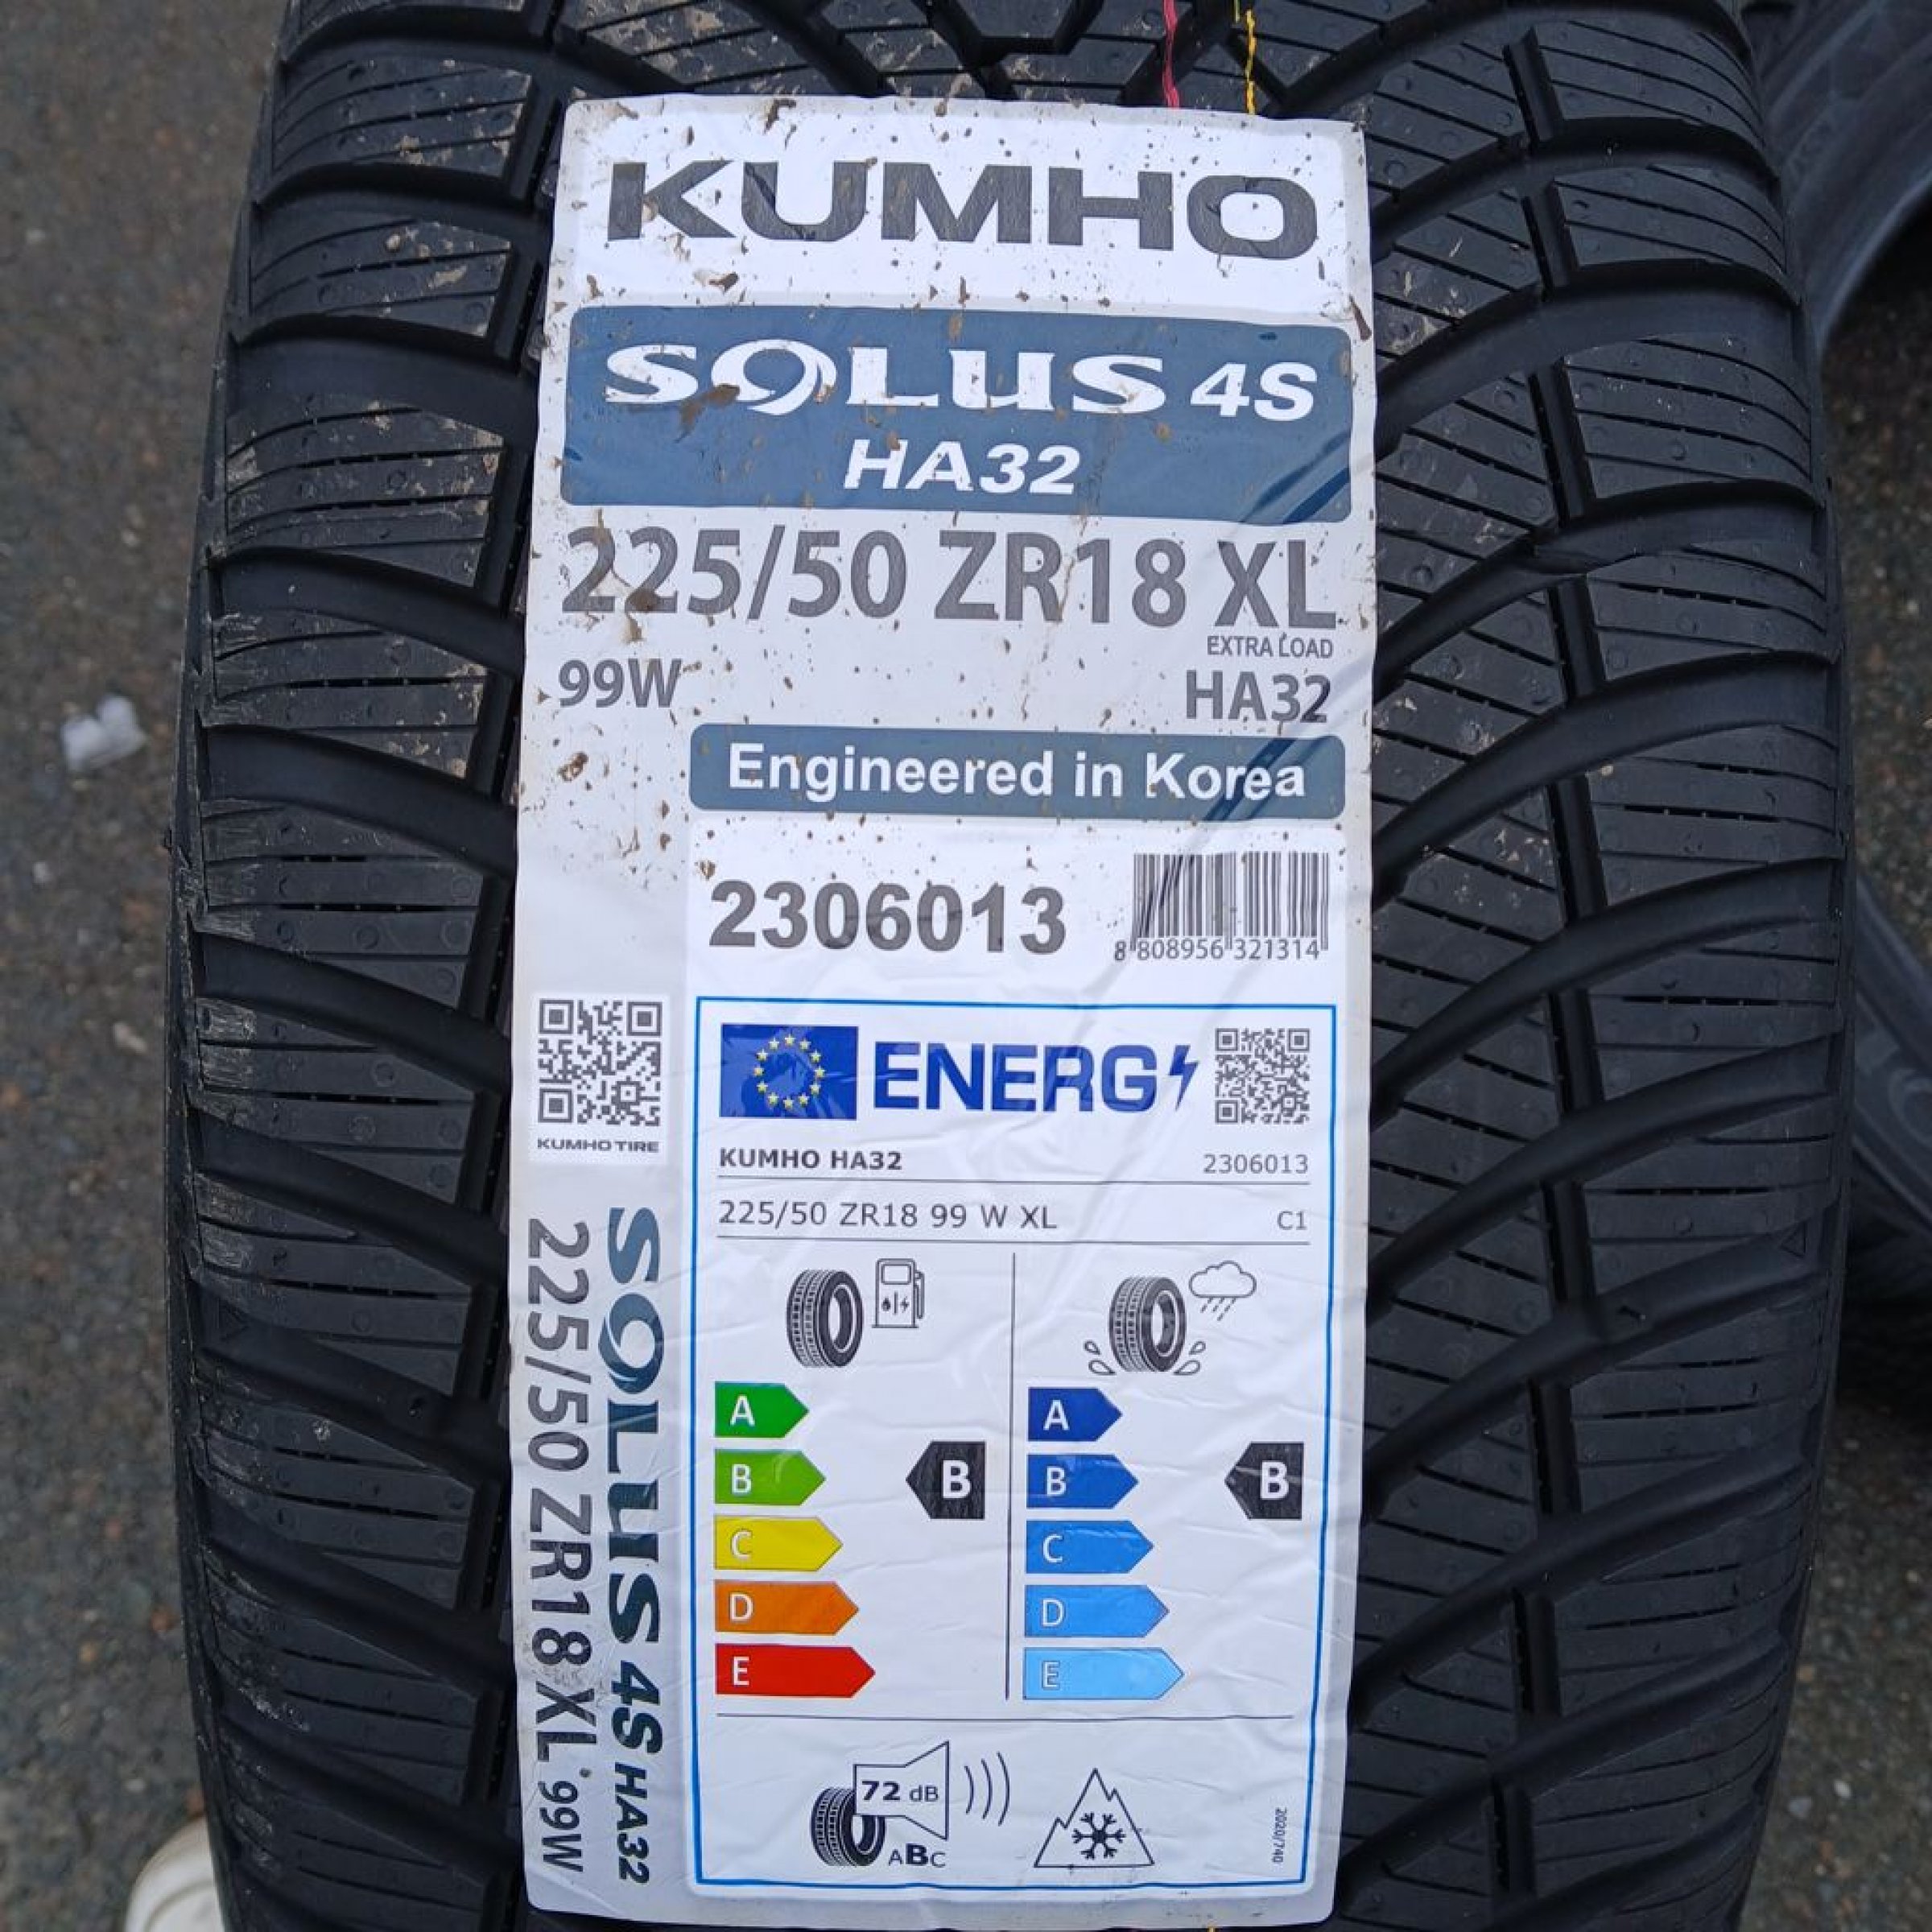 KUMHO
SOLUS 4S
HA32
225/50 ZR18 XL
EXTRA LOAD
99W HA32
Engineered in Korea
2306013
8 808956 321314
KUMHO TIRE
SOLUS 4S HA32
225/50 ZR18 XL 99W
ENERG
KUMHO HA32 2306013
225/50 ZR18 99 W XL C1
A A
B B B B
C C
D D
E E
72 dB
ABC
2020/740